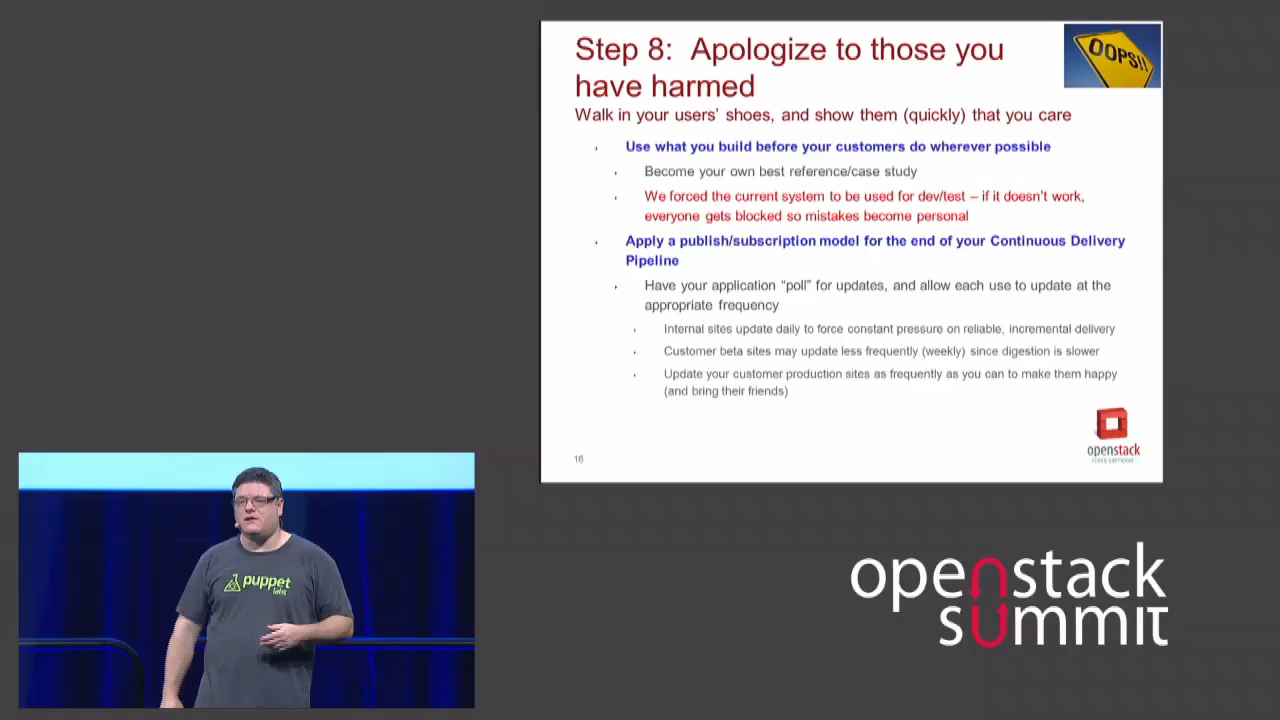 Step 8: Apologize to those you
have harmed
OOPS!!
Walk in your users' shoes, and show them (quickly) that you care
Use what you build before your customers do wherever possible
Become your own best reference/case study
We forced the current system to be used for dev/test – if it doesn't work,
everyone gets blocked so mistakes become personal
Apply a publish/subscription model for the end of your Continuous Delivery
Pipeline
Have your application “poll” for updates, and allow each use to update at the
appropriate frequency
Internal sites update daily to force constant pressure on reliable, incremental delivery
Customer beta sites may update less frequently (weekly) since digestion is slower
Update your customer production sites as frequently as you can to make them happy
(and bring their friends)
16
openstack
CLOUD SOFTWARE
puppet
labs
openstack
summit